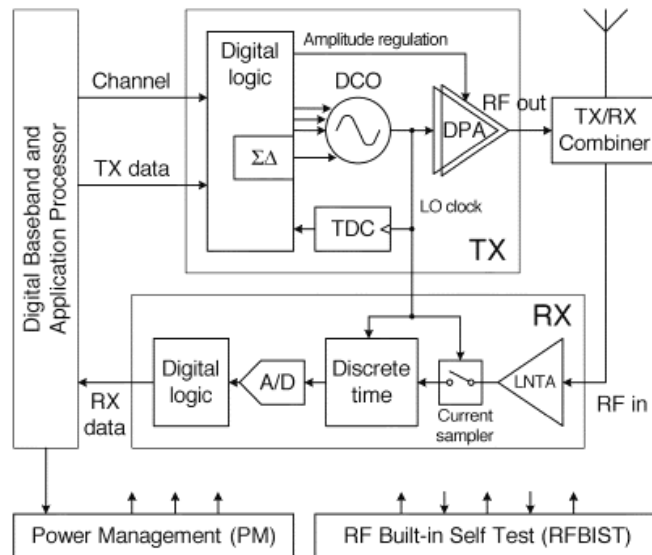 Digital Baseband and
Application Processor
Channel
TX data
Digital
logic
ΣΔ
Amplitude regulation
DCO
DPA
RF out
TX/RX
Combiner
LO clock
TDC
TX
RX
Digital
logic
A/D
Discrete
time
Current
sampler
LNTA
RF in
RX
data
Power Management (PM)
RF Built-in Self Test (RFBIST)